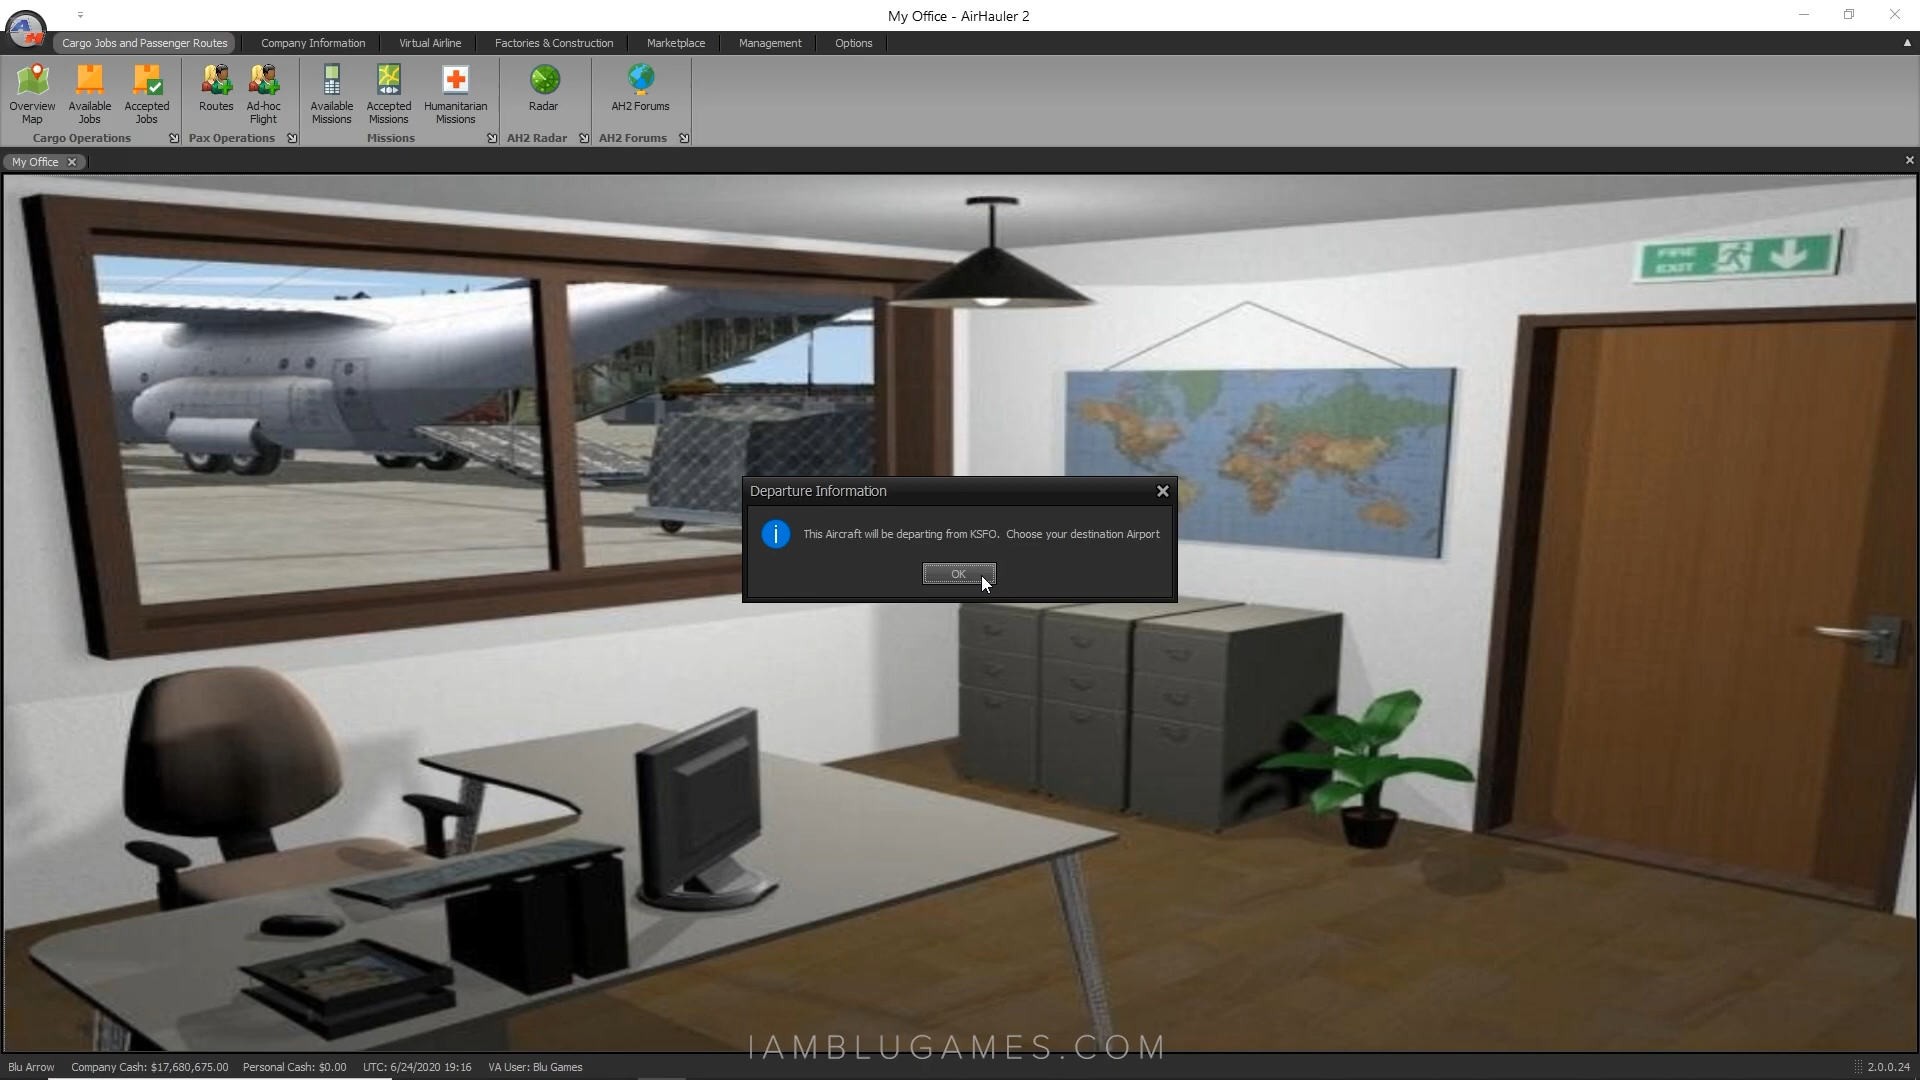 My Office - AirHauler 2
Cargo Jobs and Passenger Routes Company Information Virtual Airline Factories & Construction Marketplace Management Options
Overview Map
Available Jobs
Accepted Jobs
Routes
Ad-hoc Flight
Available Missions
Accepted Missions
Humanitarian Missions
Radar
AH2 Forums
Cargo Operations Pax Operations Missions AH2 Radar AH2 Forums
My Office
FIRE EXIT
Departure Information
This Aircraft will be departing from KSFO. Choose your destination Airport
OK
IAMBLUGAMES.COM
Blu Arrow Company Cash: $17,680,675.00 Personal Cash: $0.00 UTC: 6/24/2020 19:16 VA User: Blu Games 2.0.0.24